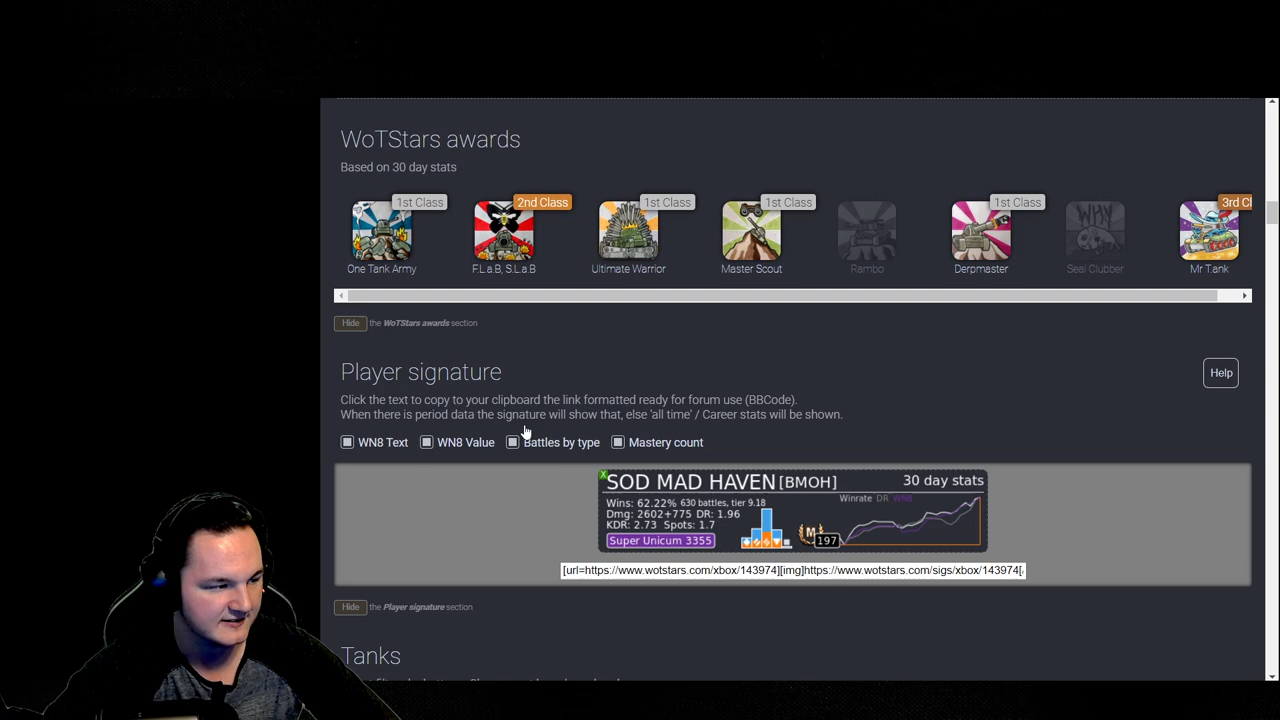 WoTStars awards
Based on 30 day stats
1st Class
2nd Class
1st Class
1st Class
1st Class
3rd Cl
One Tank Army
F.L.a.B, S.L.a.B
Ultimate Warrior
Master Scout
Rambo
Derpmaster
WHY
Seal Clubber
Mr T.ank
Hide the WoTStars awards section
Player signature
Help
Click the text to copy to your clipboard the link formatted ready for forum use (BBCode).
When there is period data the signature will show that, else 'all time' / Career stats will be shown.
WN8 Text WN8 Value Battles by type Mastery count
X SOD MAD HAVEN [BMOH] 30 day stats
Wins: 62.22% 630 battles, tier 9.18
Winrate DR WN8
Dmg: 2602+775 DR: 1.96
KDR: 2.73 Spots: 1.7
M
Super Unicum 3355
197
[url=https://www.wotstars.com/xbox/143974][img]https://www.wotstars.com/sigs/xbox/143974[/
Hide the Player signature section
Tanks